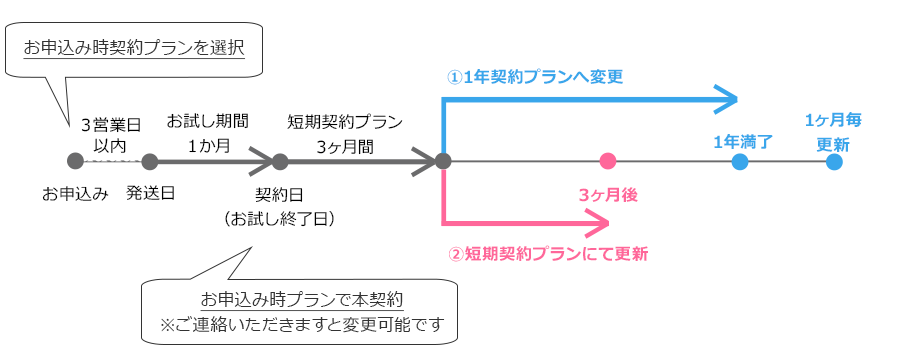 お申込み時契約プランを選択
①1年契約プランへ変更
3営業日
以内
お試し期間
1か月
短期契約プラン
3ヶ月間
1年満了
1ヶ月毎
更新
お申込み
発送日
契約日
（お試し終了日）
3ヶ月後
②短期契約プランにて更新
お申込み時プランで本契約
※ご連絡いただきますと変更可能です